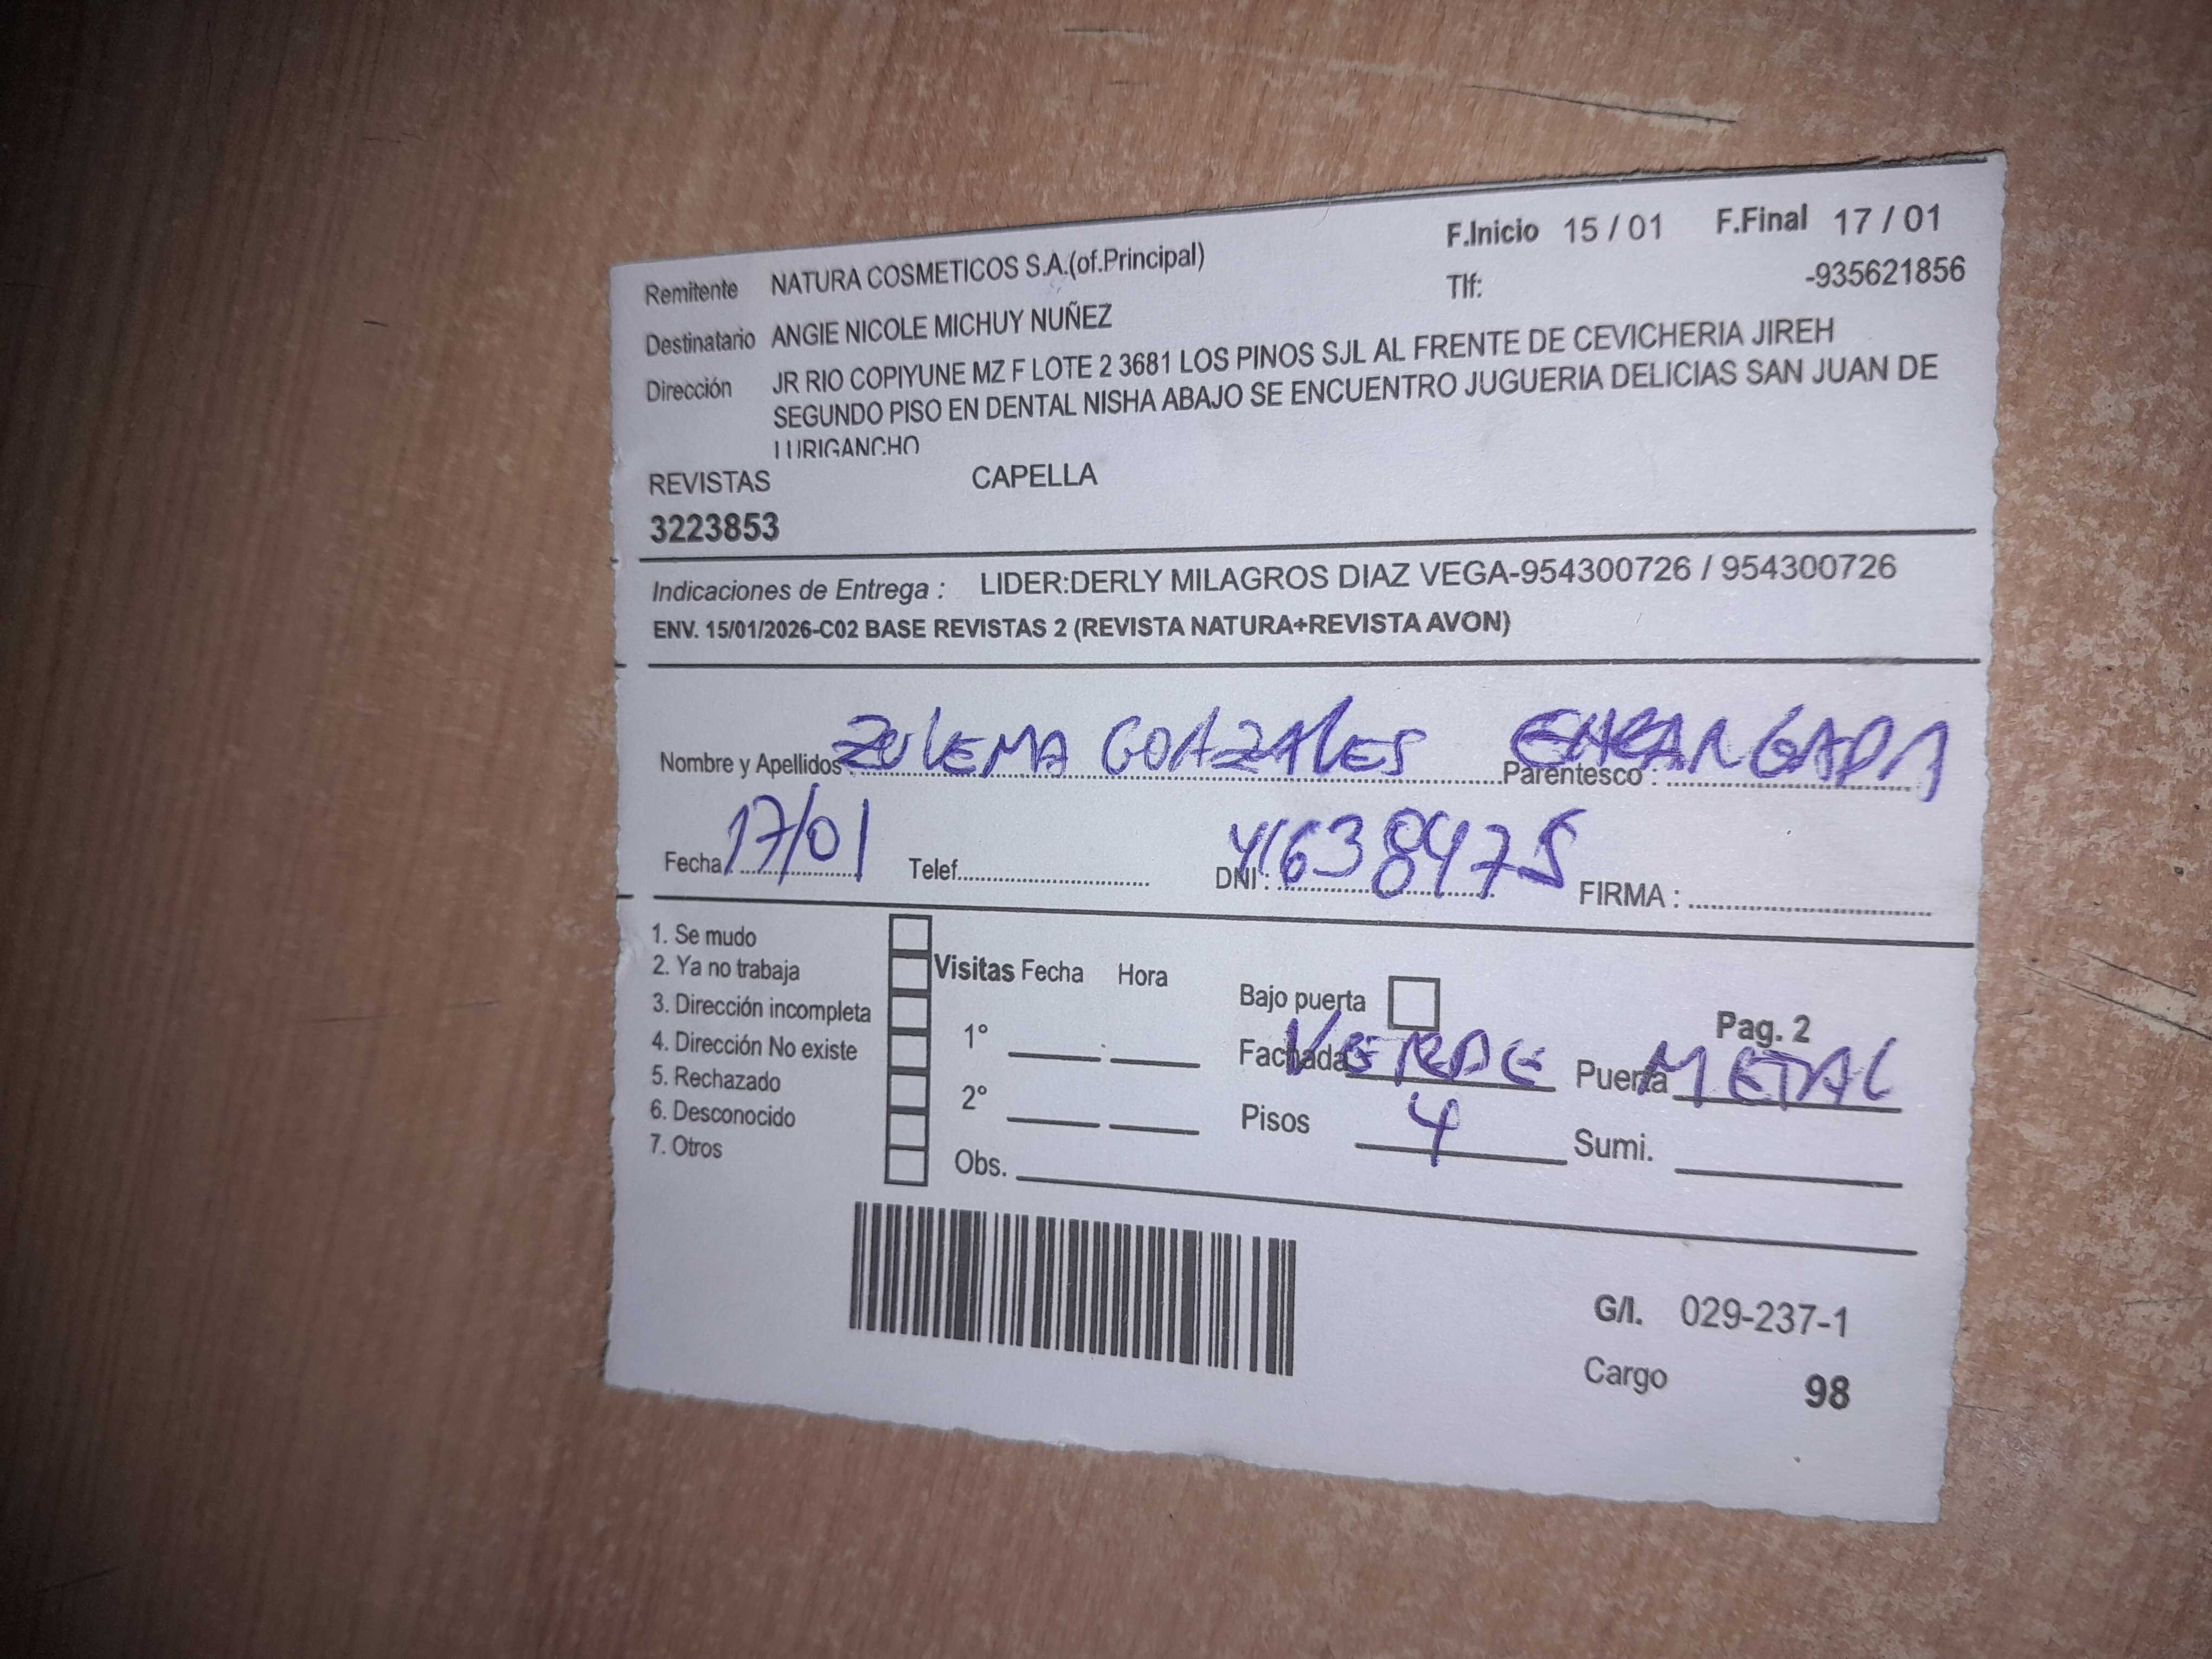 Remitente NATURA COSMETICOS S.A.(of.Principal) F.Inicio 15 / 01 F.Final 17 / 01
Tlf: -935621856
Destinatario ANGIE NICOLE MICHUY NUÑEZ
Dirección JR RIO COPIYUNE MZ F LOTE 2 3681 LOS PINOS SJL AL FRENTE DE CEVICHERIA JIREH
SEGUNDO PISO EN DENTAL NISHA ABAJO SE ENCUENTRO JUGUERIA DELICIAS SAN JUAN DE
LURIGANCHO
REVISTAS CAPELLA
3223853
Indicaciones de Entrega : LIDER:DERLY MILAGROS DIAZ VEGA-954300726 / 954300726
ENV. 15/01/2026-C02 BASE REVISTAS 2 (REVISTA NATURA+REVISTA AVON)
Nombre y Apellidos ZULEMA GONZALES Parentesco : ENCARGADA
Fecha 17/01 Telef. DNI : 41638475 FIRMA :
1. Se mudo
2. Ya no trabaja
3. Dirección incompleta
4. Dirección No existe
5. Rechazado
6. Desconocido
7. Otros
Visitas Fecha Hora
1°
2°
Obs.
Bajo puerta
Pag. 2
Fachada VERDE Puerta METAL
Pisos 4 Sumi.
G/I. 029-237-1
Cargo 98